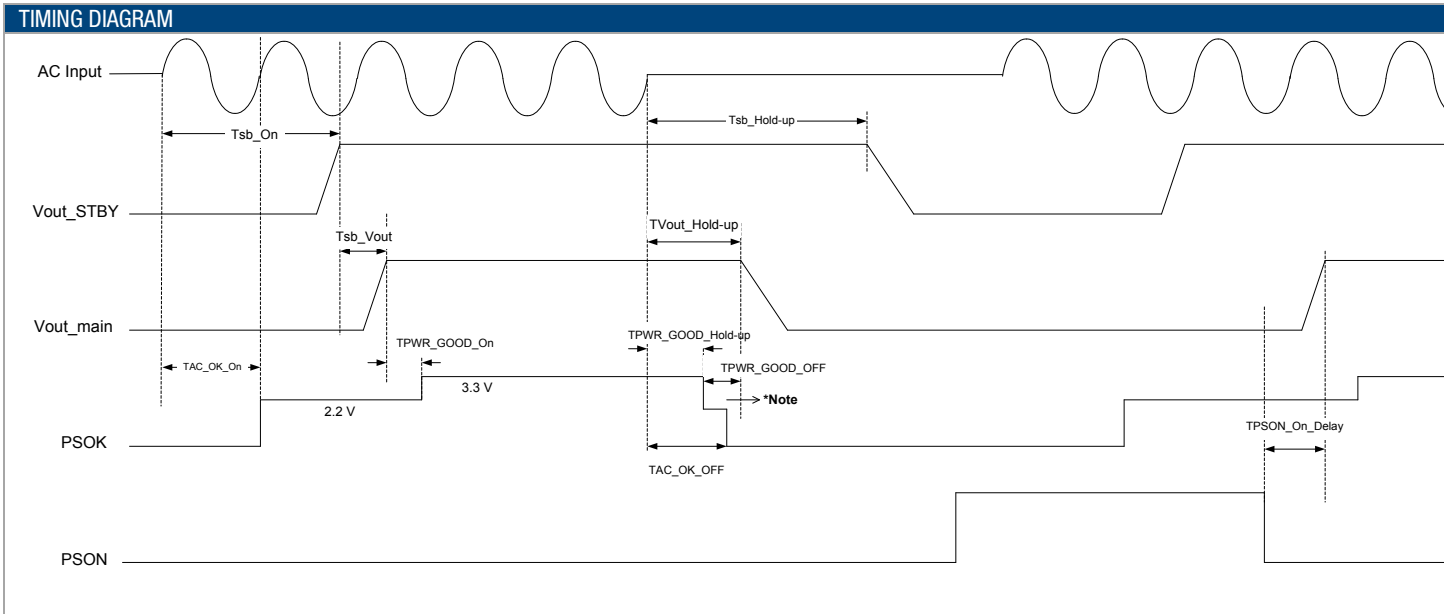 TIMING DIAGRAM
AC Input
Tsb_On
Tsb_Hold-up
Vout_STBY
TVout_Hold-up
Tsb_Vout
Vout_main
TPWR_GOOD_Hold-up
TPWR_GOOD_On
TAC_OK_On
TPWR_GOOD_OFF
3.3 V
*Note
2.2 V
TPSON_On_Delay
PSOK
TAC_OK_OFF
PSON